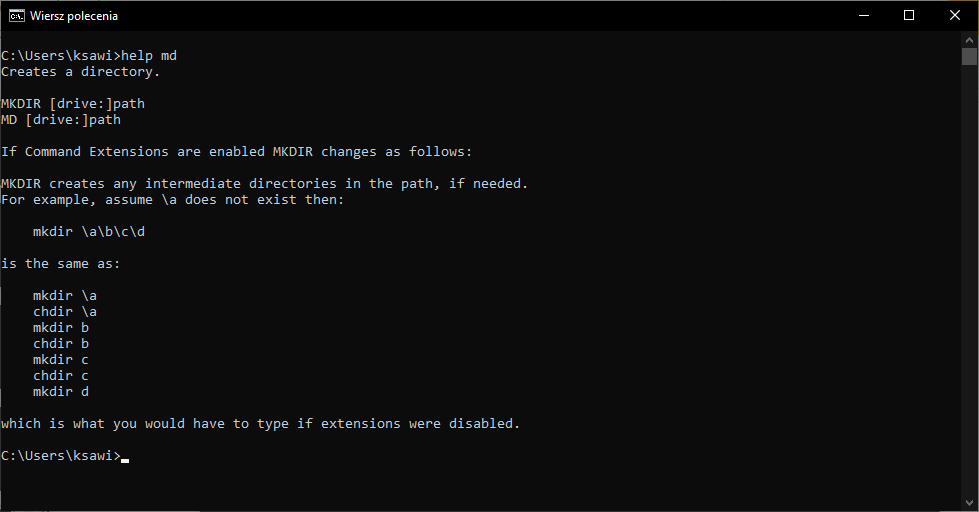 Wiersz polecenia
C:\Users\ksawi>help md
Creates a directory.
MKDIR [drive:]path
MD [drive:]path
If Command Extensions are enabled MKDIR changes as follows:
MKDIR creates any intermediate directories in the path, if needed.
For example, assume \a does not exist then:
mkdir \a\b\c\d
is the same as:
mkdir \a
chdir \a
mkdir b
chdir b
mkdir c
chdir c
mkdir d
which is what you would have to type if extensions were disabled.
C:\Users\ksawi>